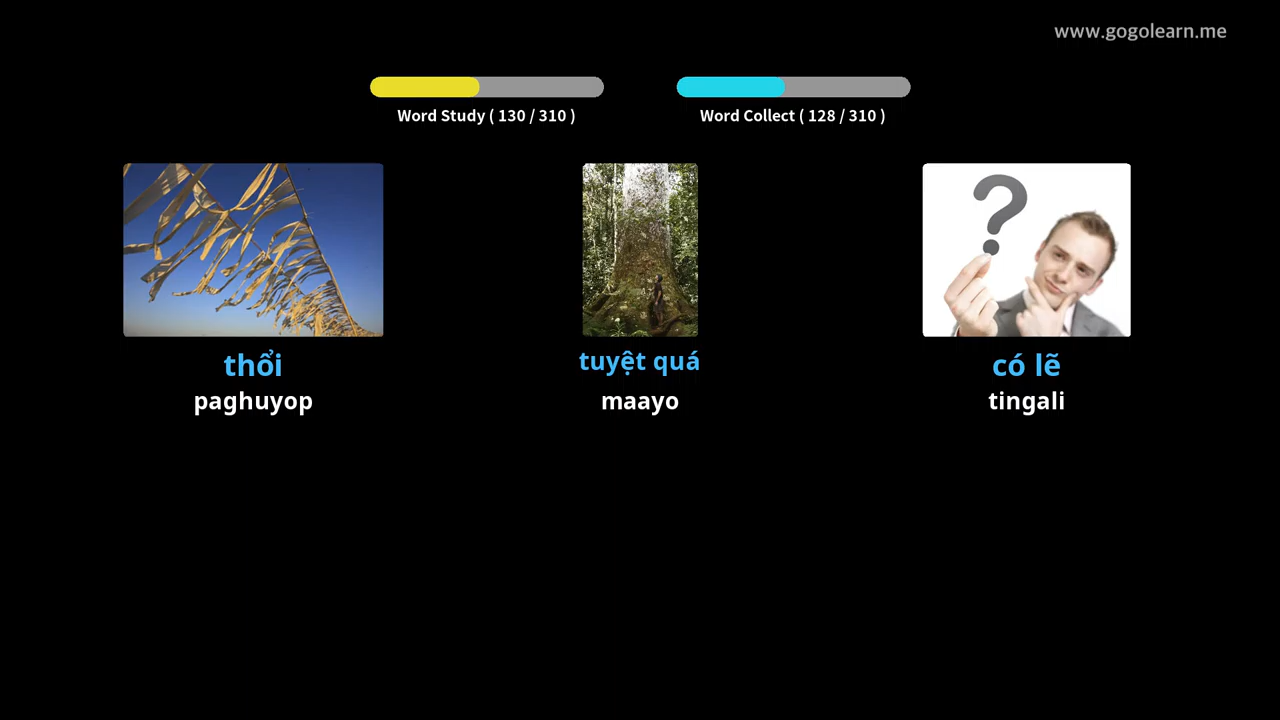 www.gogolearn.me
Word Study ( 130 / 310 )
Word Collect ( 128 / 310 )
thổi
tuyệt quá
có lẽ
paghuyop
maayo
tingali